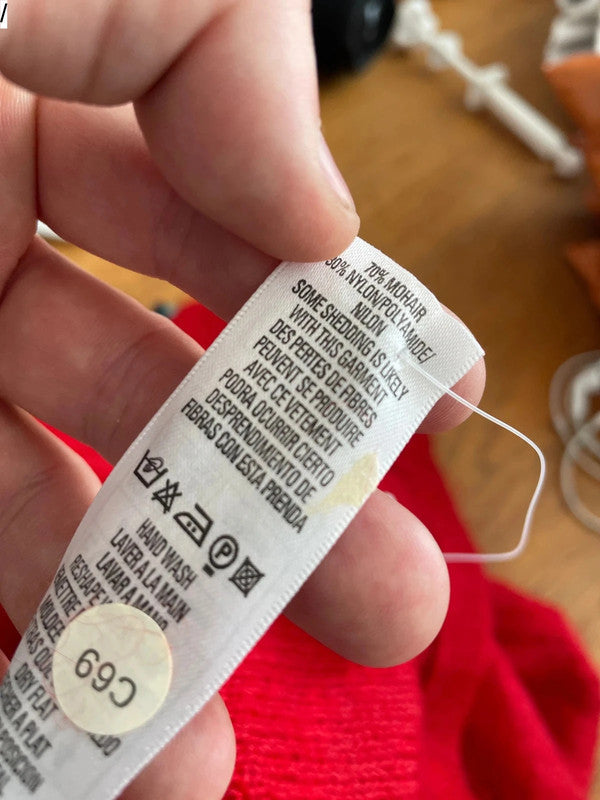 /
70% MOHAIR
30% NYLON/POLYAMIDE/
NILON
SOME SHEDDING IS LIKELY
WITH THIS GARMENT
DES PERTES DE FIBRES
PEUVENT SE PRODUIRE
AVEC CE VETEMENT
PODRA OCURRIR CIERTO
DESPRENDIMIENTO DE
FIBRAS CON ESTA PRENDA
P
HAND WASH
LAVER A LA MAIN
LAVAR A
RESHAPE
DRY FLAT
A PLAT
C69